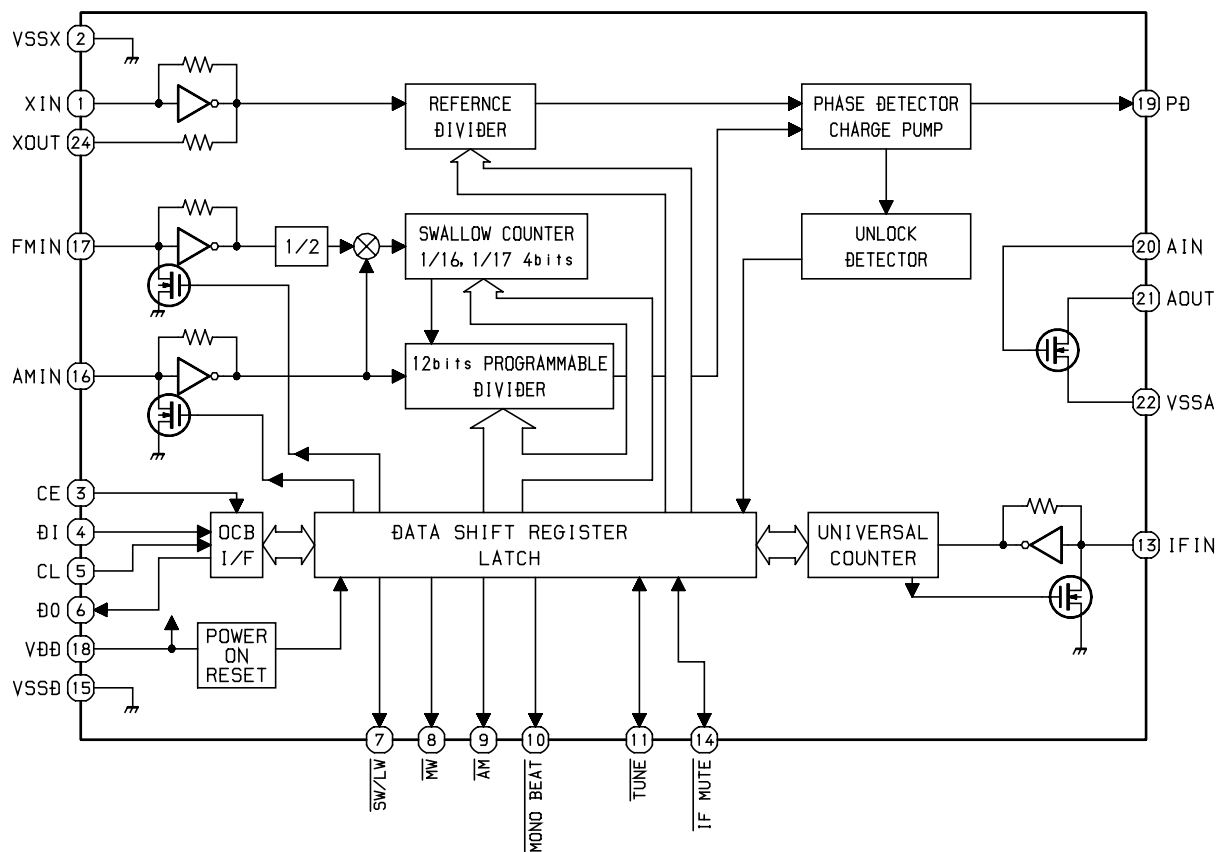 VSSX 2
XIN 1
XOUT 24
REFERNCE
DIVIDER
PHASE DETECTOR
CHARGE PUMP
19 PD
FMIN 17
1/2
SWALLOW COUNTER
1/16, 1/17 4bits
UNLOCK
DETECTOR
20 AIN
21 AOUT
22 VSSA
AMIN 16
12bits PROGRAMMABLE
DIVIDER
CE 3
DI 4
CL 5
DO 6
VDD 18
VSSD 15
OCB
I/F
DATA SHIFT REGISTER
LATCH
UNIVERSAL
COUNTER
13 IFIN
POWER
ON
RESET
7 SW/LW
8 MW
9 AM
10 MONO BEAT
11 TUNE
14 IF MUTE